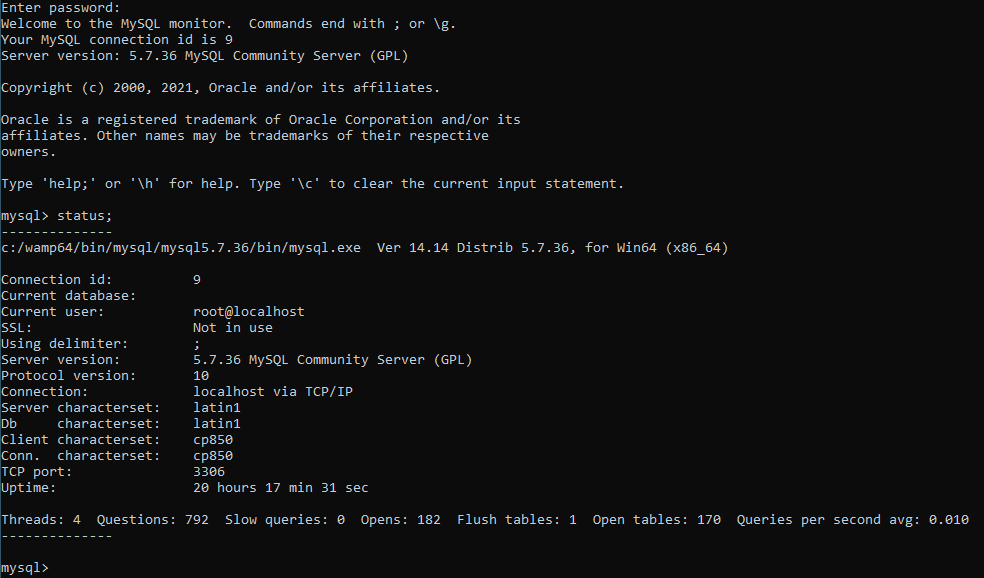 Enter password:
Welcome to the MySQL monitor.  Commands end with ; or \g.
Your MySQL connection id is 9
Server version: 5.7.36 MySQL Community Server (GPL)

Copyright (c) 2000, 2021, Oracle and/or its affiliates.

Oracle is a registered trademark of Oracle Corporation and/or its
affiliates. Other names may be trademarks of their respective
owners.

Type 'help;' or '\h' for help. Type '\c' to clear the current input statement.

mysql> status;
--------------
c:/wamp64/bin/mysql/mysql5.7.36/bin/mysql.exe  Ver 14.14 Distrib 5.7.36, for Win64 (x86_64)

Connection id:          9
Current database:
Current user:           root@localhost
SSL:                    Not in use
Using delimiter:        ;
Server version:         5.7.36 MySQL Community Server (GPL)
Protocol version:       10
Connection:             localhost via TCP/IP
Server characterset:    latin1
Db     characterset:    latin1
Client characterset:    cp850
Conn.  characterset:    cp850
TCP port:               3306
Uptime:                 20 hours 17 min 31 sec

Threads: 4  Questions: 792  Slow queries: 0  Opens: 182  Flush tables: 1  Open tables: 170  Queries per second avg: 0.010
--------------

mysql>